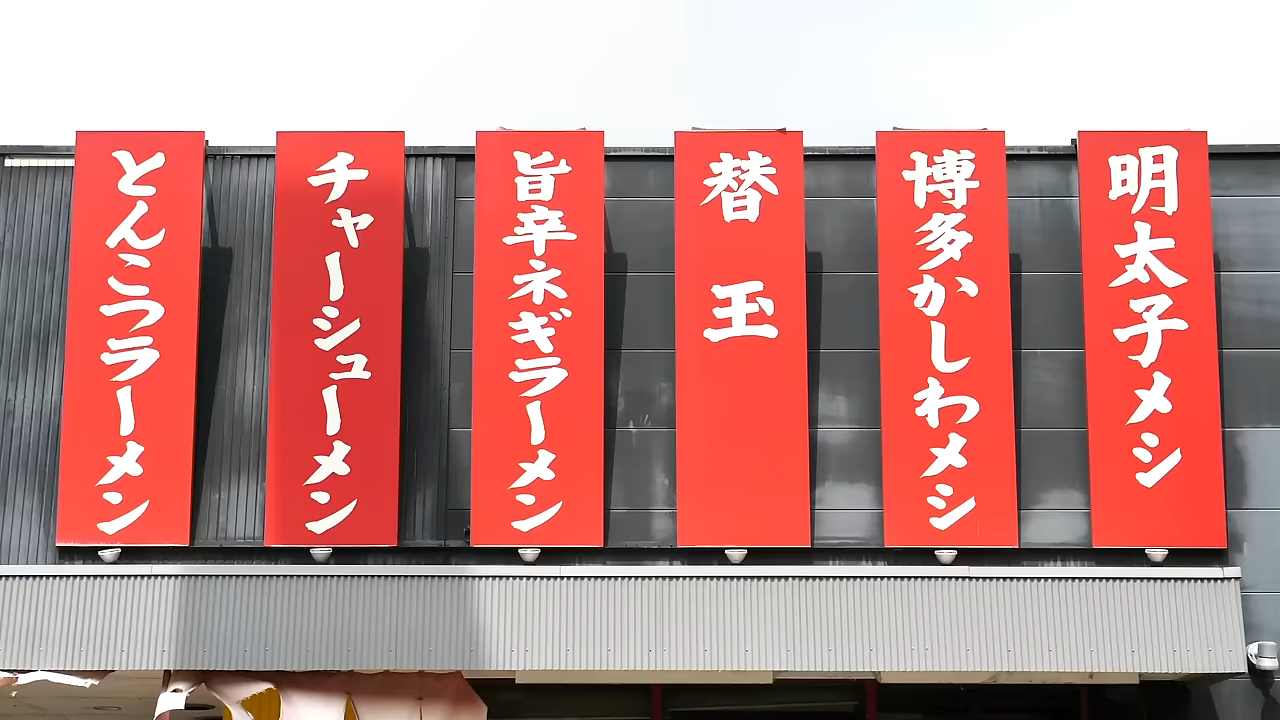 とんこつラーメン
チャーシューメン
旨辛ネギラーメン
替玉
博多かしわメシ
明太子メシ